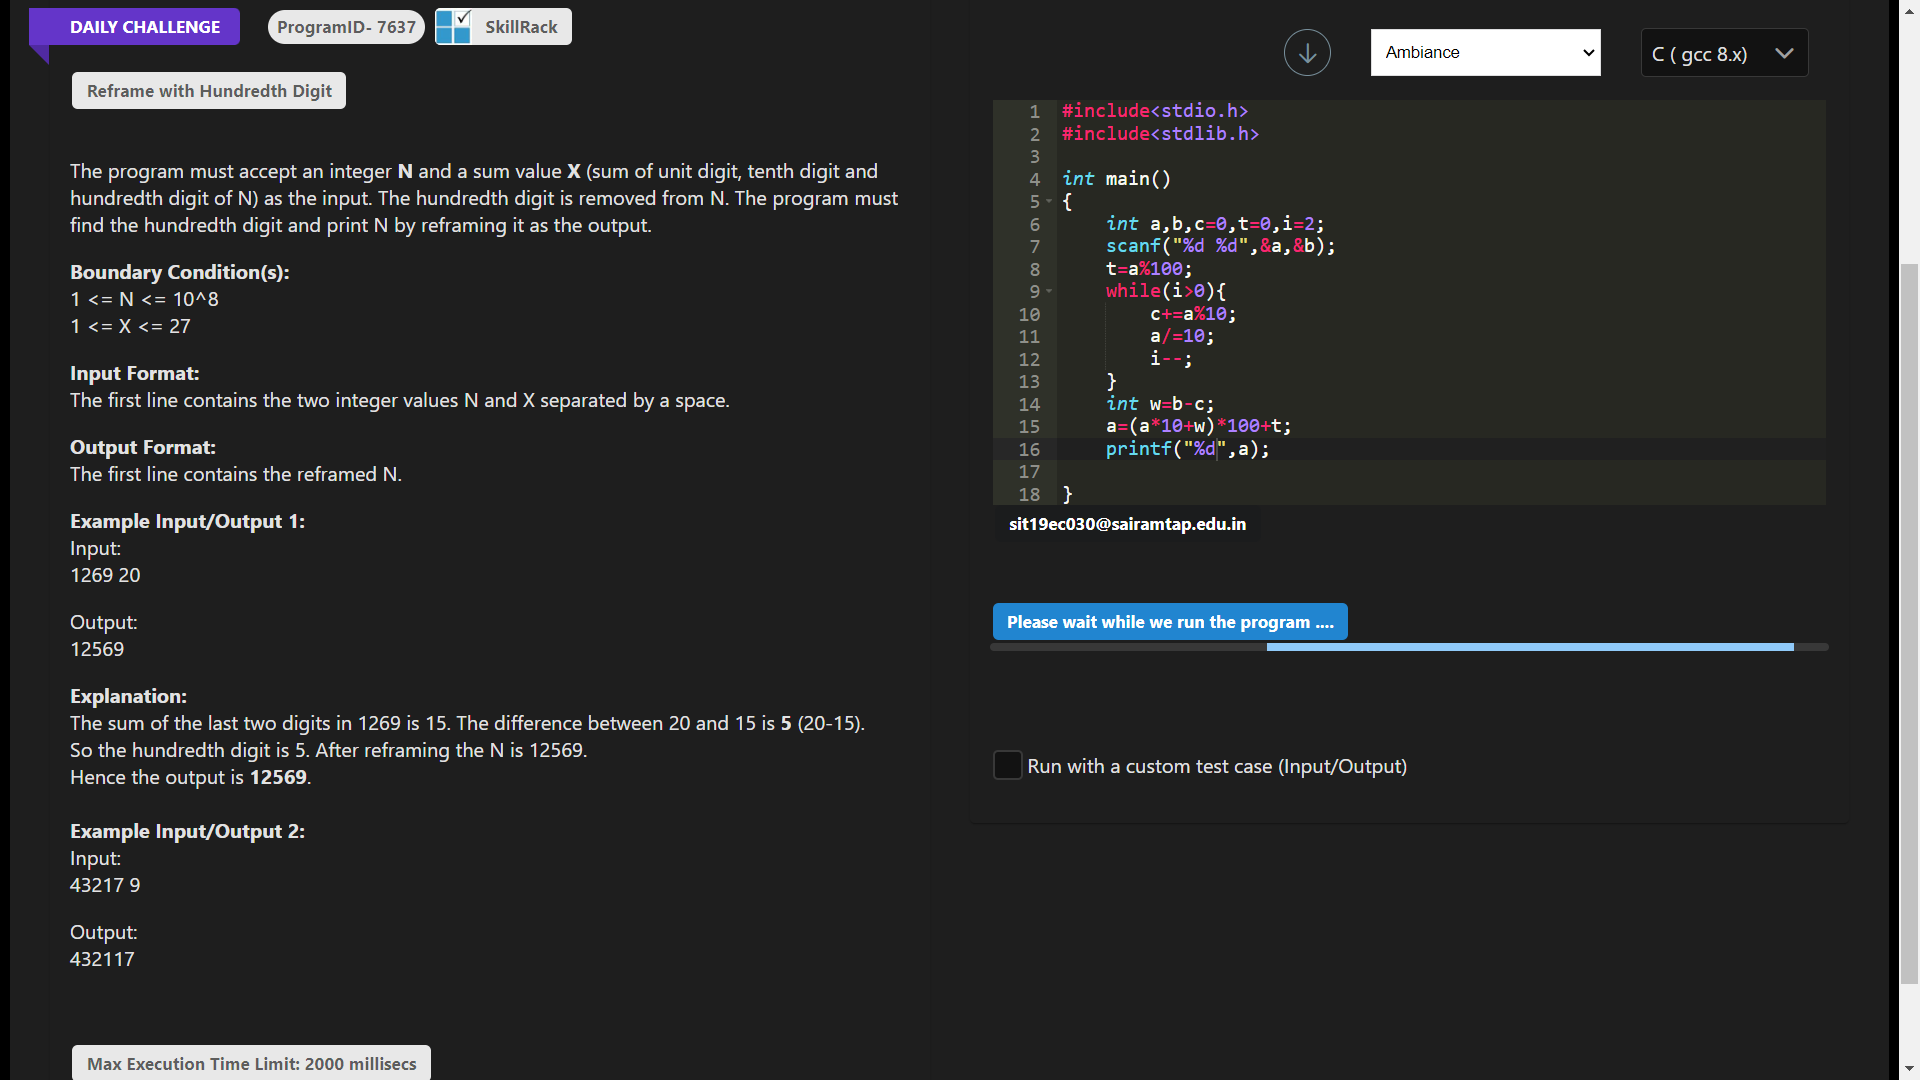 DAILY CHALLENGE
ProgramID- 7637
SkillRack
Reframe with Hundredth Digit
The program must accept an integer N and a sum value X (sum of unit digit, tenth digit and
hundredth digit of N) as the input. The hundredth digit is removed from N. The program must
find the hundredth digit and print N by reframing it as the output.
Boundary Condition(s):
1 <= N <= 10^8
1 <= X <= 27
Input Format:
The first line contains the two integer values N and X separated by a space.
Output Format:
The first line contains the reframed N.
Example Input/Output 1:
Input:
1269 20
Output:
12569
Explanation:
The sum of the last two digits in 1269 is 15. The difference between 20 and 15 is 5 (20-15).
So the hundredth digit is 5. After reframing the N is 12569.
Hence the output is 12569.
Example Input/Output 2:
Input:
43217 9
Output:
432117
Max Execution Time Limit: 2000 millisecs
Ambiance
C ( gcc 8.x)
1 #include<stdio.h>
2 #include<stdlib.h>
3
4 int main()
5 {
6 int a,b,c=0,t=0,i=2;
7 scanf("%d %d",&a,&b);
8 t=a%100;
9 while(i>0){
10 c+=a%10;
11 a/=10;
12 i--;
13 }
14 int w=b-c;
15 a=(a*10+w)*100+t;
16 printf("%d",a);
17
18 }
sit19ec030@sairamtap.edu.in
Please wait while we run the program ....
Run with a custom test case (Input/Output)